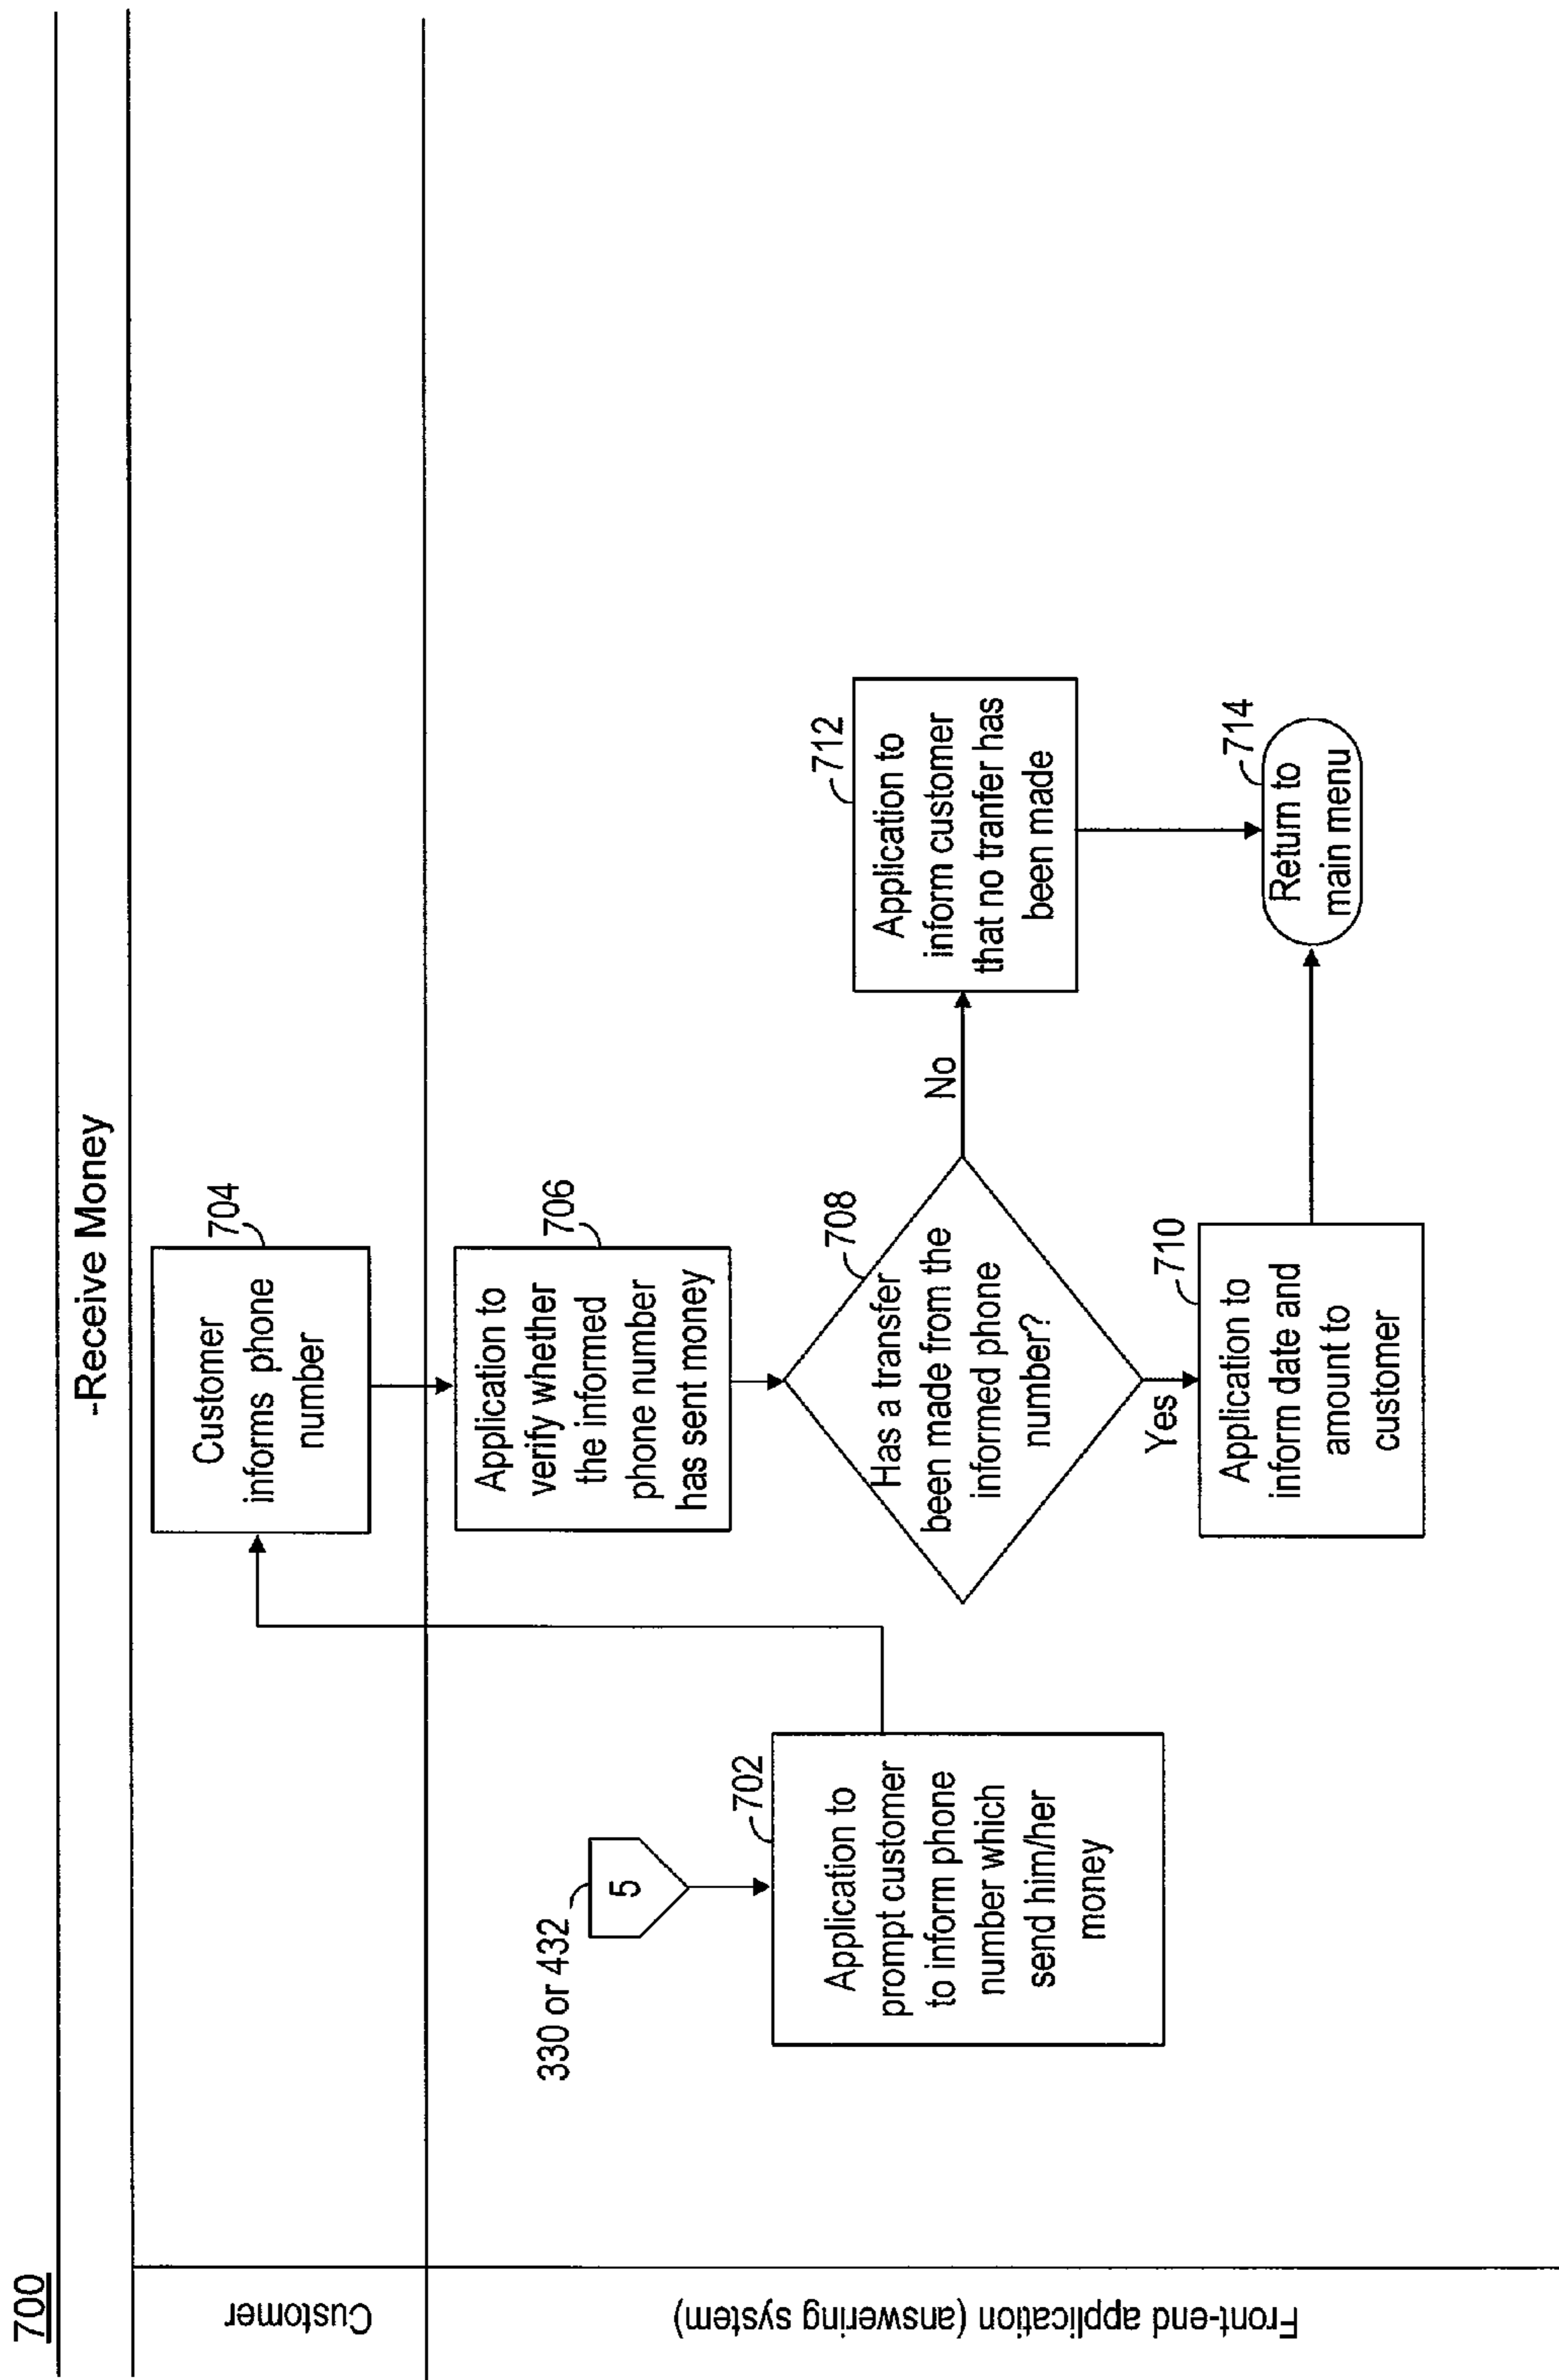 700
-Receive Money
Customer
704
Customer
informs phone
number
Front-end application (answering system)
330 or 432
5
702
Application to
prompt customer
to inform phone
number which
send him/her
money
706
Application to
verify whether
the informed
phone number
has sent money
708
Has a transfer
been made from the
informed phone
number?
No
Yes
712
Application to
inform customer
that no tranfer has
been made
710
Application to
inform date and
amount to
customer
714
Return to
main menu